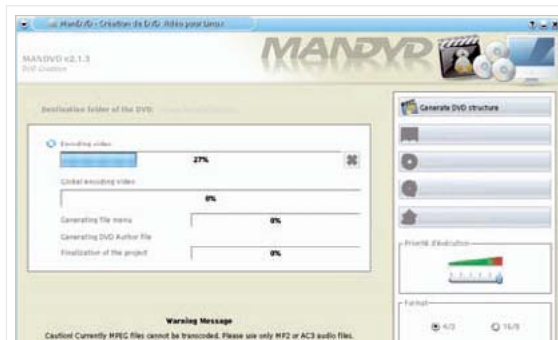 ManDVD - Création de DVD Vidéo pour Linux
MANDVD
MANDVD v2.1.3
DVD Creation
Destination folder of the DVD:
Encoding video
27%
Global encoding video
0%
Generating file menu
0%
Generating DVD Author file
Finalization of the project
0%
Warning Message
Caution! Currently MPEG files cannot be transcoded. Please use only MP2 or AC3 audio files.
Generate DVD structure
Priorité d'éxécution
Format
4/3
16/9